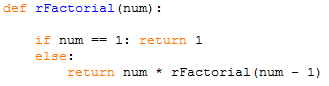 def rFactorial(num):
    if num == 1: return 1
    else:
        return num * rFactorial(num - 1)